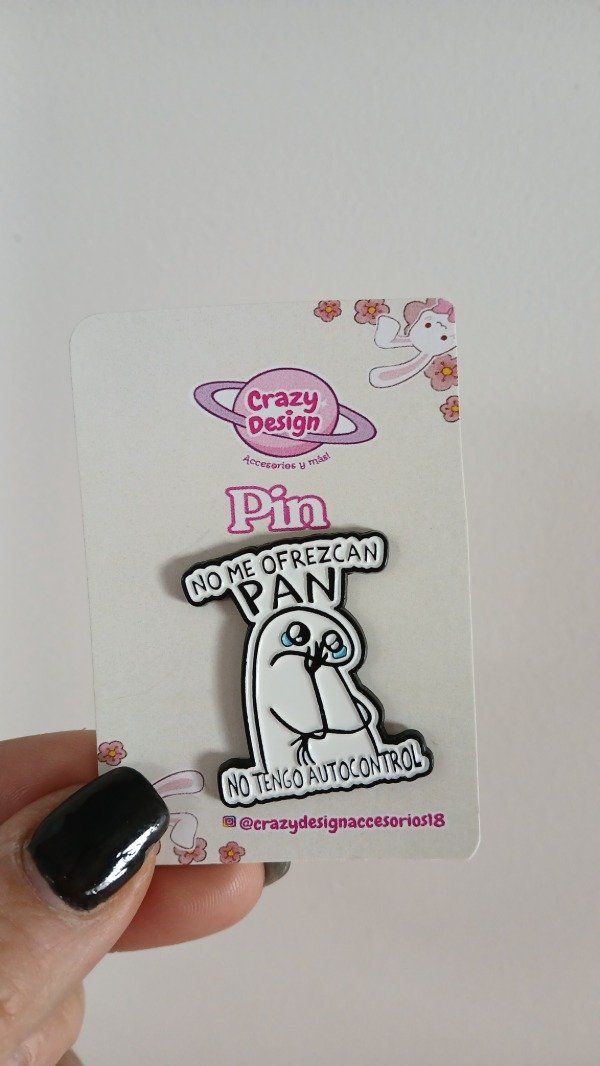 Crazy
Design
Accesorios y más!
Pin
NO ME OFREZCAN
PAN
NO TENGO AUTOCONTROL
@crazydesignaccesorios18